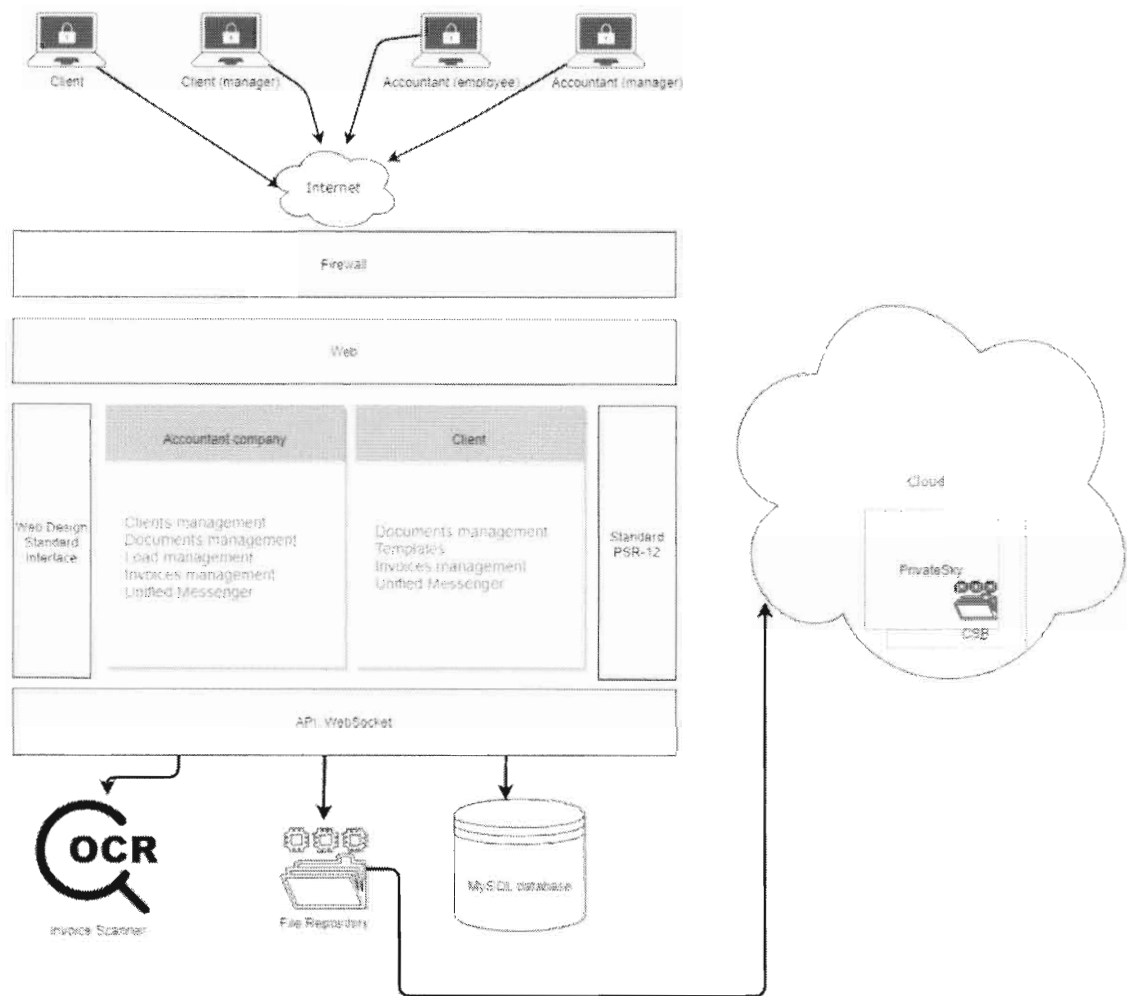 Client
Client (manager)
Accountant (employee)
Accountant (manager)
Internet
Firewall
Web
Web Design
Standard
Interface
Accountant company
Clients management
Documents management
Load management
Invoices management
Unified Messenger
Client
Documents management
Templates
Invoices management
Unified Messenger
Standard
PSR-12
API, WebSocket
OCR
Invoice Scanner
File Repository
MySQL database
Cloud
PrivateSky
CSB